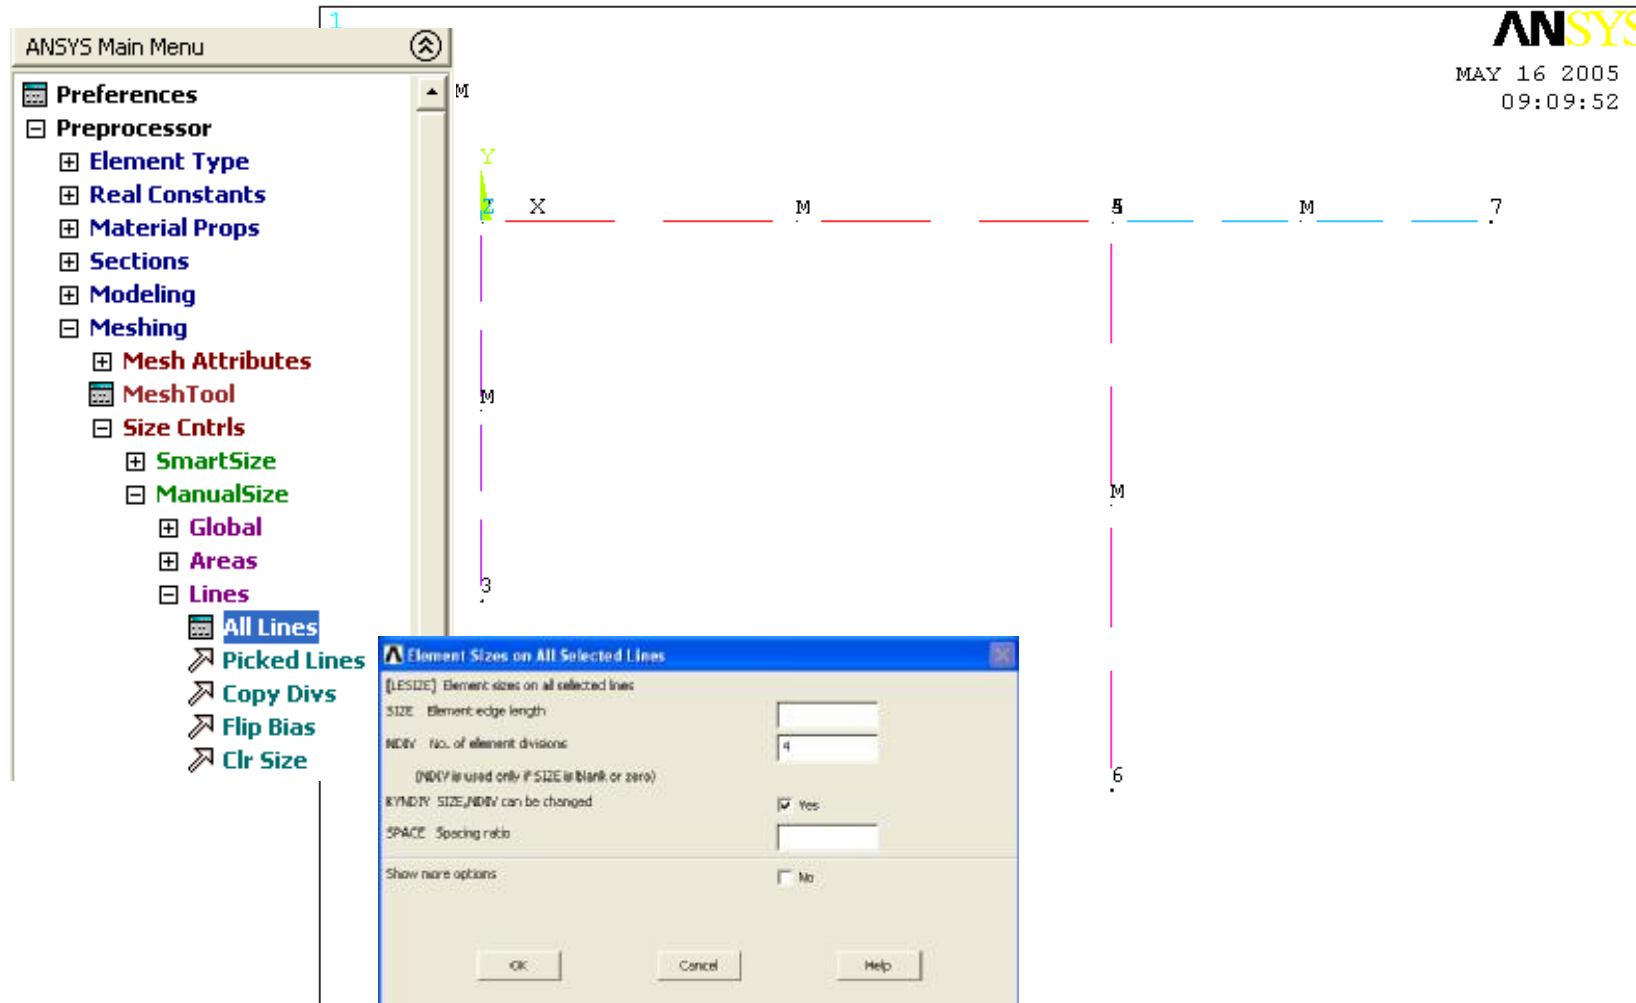 1
ANSYS
MAY 16 2005
09:09:52
ANSYS Main Menu
Preferences
Preprocessor
Element Type
Real Constants
Material Props
Sections
Modeling
Meshing
Mesh Attributes
MeshTool
Size Cntrls
SmartSize
ManualSize
Global
Areas
Lines
All Lines
Picked Lines
Copy Divs
Flip Bias
Clr Size
M
Y
Z X M M 7
M
M
3
6
Element Sizes on All Selected Lines
[LESIZE] Element sizes on all selected lines
SIZE Element edge length
NDIV No. of element divisions 4
(NDIV is used only if SIZE is blank or zero)
KYNDIV SIZE,NDIV can be changed Yes
SPACE Spacing ratio
Show more options No
OK Cancel Help